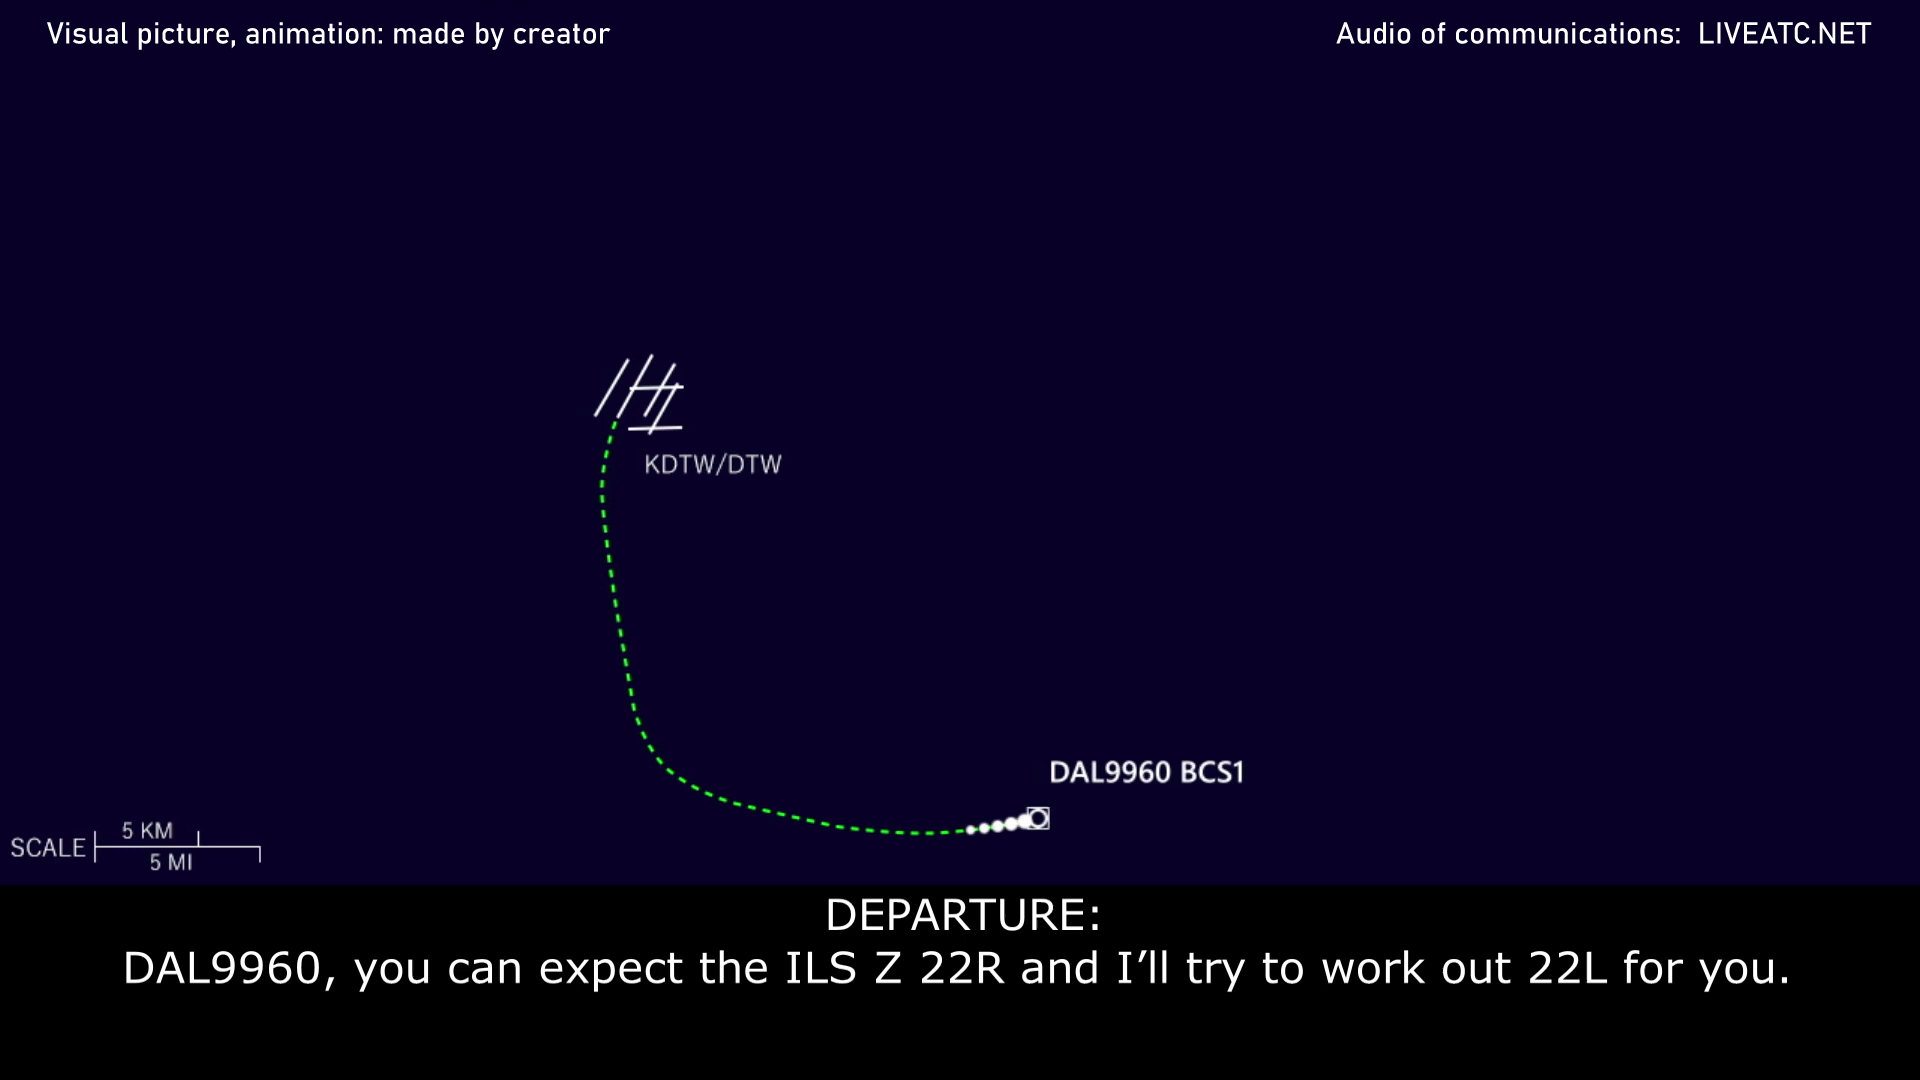 Visual picture, animation: made by creator
Audio of communications: LIVEATC.NET
KDTW/DTW
DAL9960 BCS1
5 KM
SCALE
5 MI
DEPARTURE:
DAL9960, you can expect the ILS Z 22R and I’ll try to work out 22L for you.